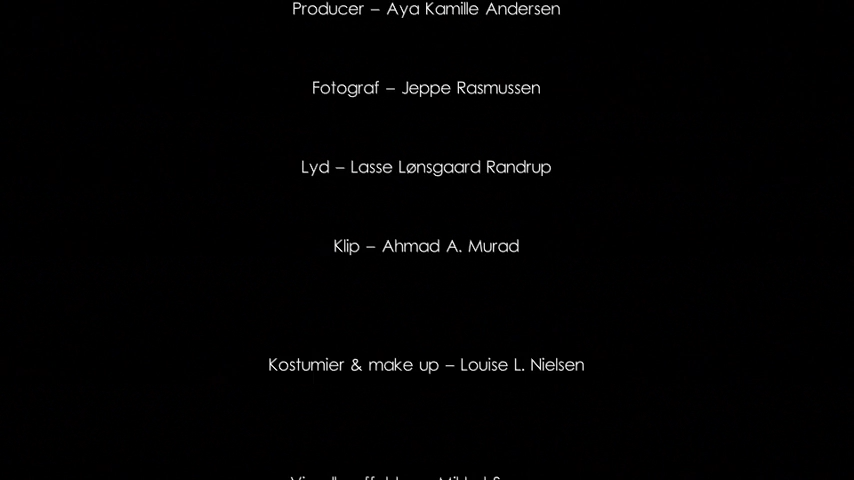 Producer – Aya Kamille Andersen
Fotograf – Jeppe Rasmussen
Lyd – Lasse Lønsgaard Randrup
Klip – Ahmad A. Murad
Kostumier & make up – Louise L. Nielsen